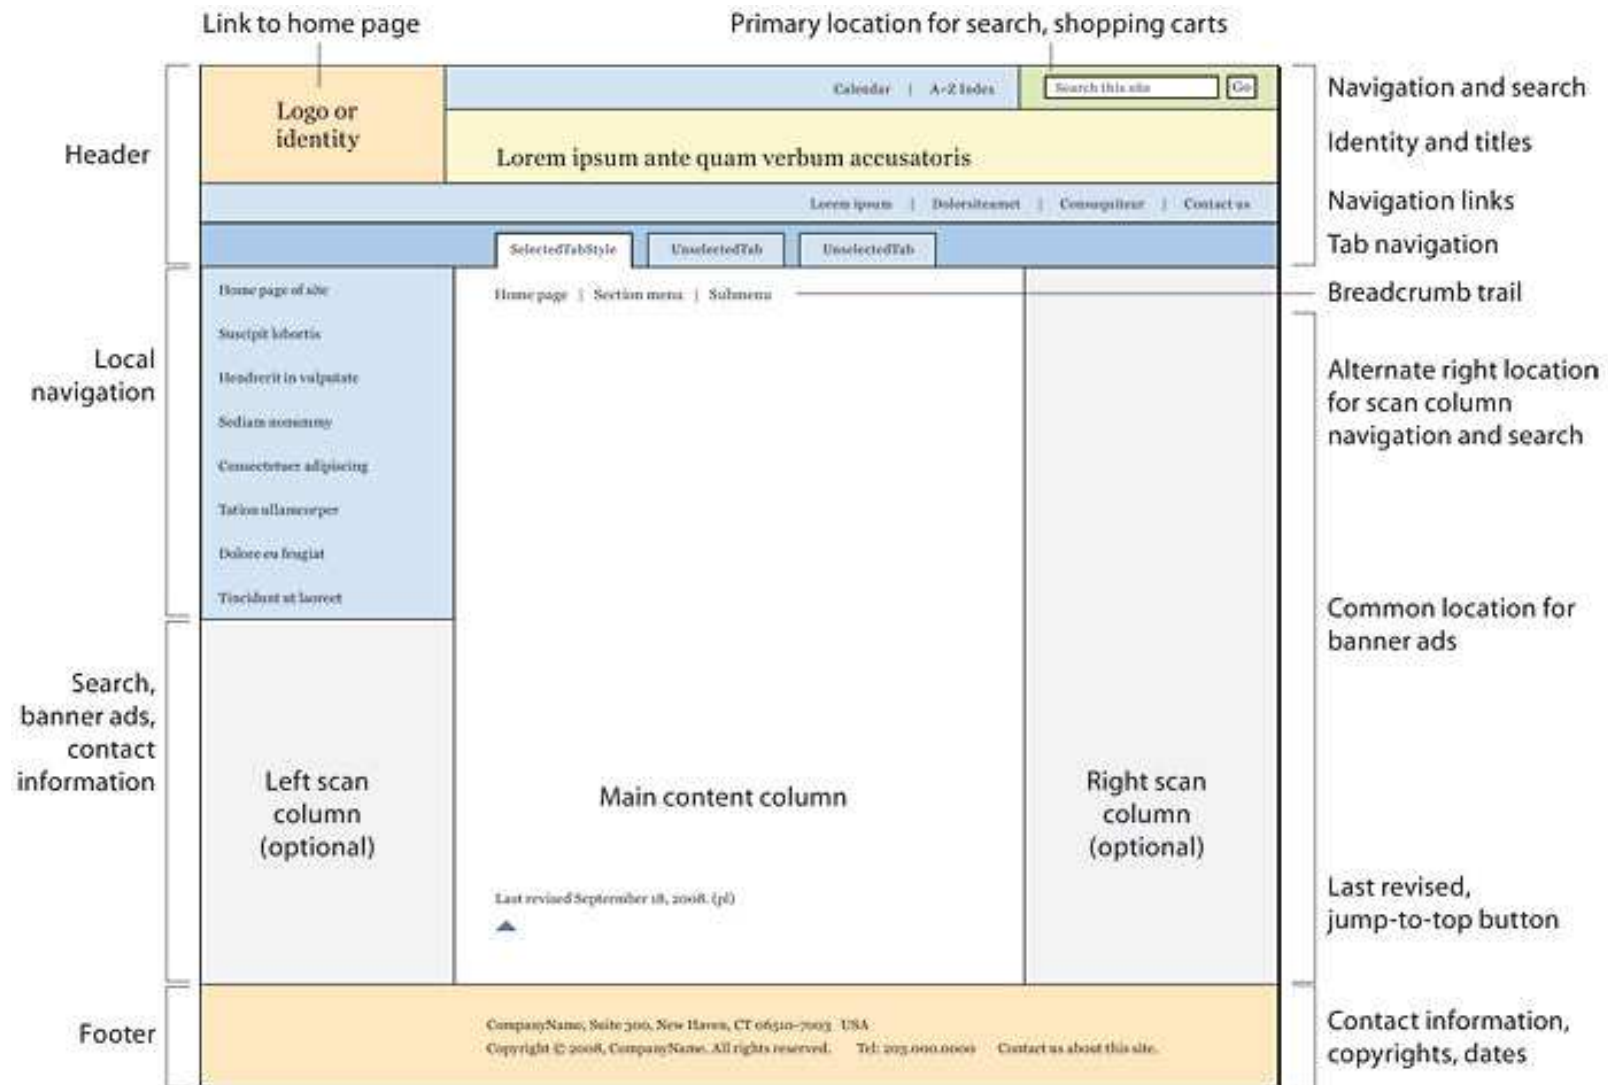 Link to home page
Primary location for search, shopping carts
Header
Logo or
identity
Calendar | A-Z Index
Search this site
Go
Navigation and search
Lorem ipsum ante quam verbum accusatoris
Identity and titles
Lorem ipsum | Dolorsiteamet | Consequiteur | Contact us
Navigation links
SelectedTabStyle
UnselectedTab
UnselectedTab
Tab navigation
Local
navigation
Home page of site
Suscipit lobortis
Hendrerit in vulputate
Sediam nonummy
Consectetuer adipiscing
Tation ullamcorper
Dolore eu feugiat
Tincidunt ut laoreet
Home page | Section menu | Submenu
Breadcrumb trail
Alternate right location
for scan column
navigation and search
Common location for
banner ads
Search,
banner ads,
contact
information
Left scan
column
(optional)
Main content column
Right scan
column
(optional)
Last revised September 18, 2008. (pl)
Last revised,
jump-to-top button
Footer
CompanyName, Suite 300, New Haven, CT 06510-7003 USA
Copyright © 2008, CompanyName. All rights reserved. Tel: 203.000.0000 Contact us about this site.
Contact information,
copyrights, dates